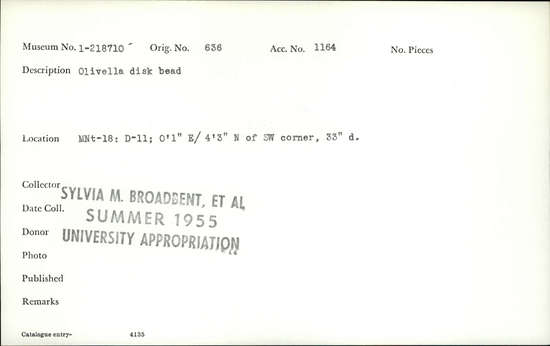 Museum No. 1-218710 Orig. No. 636 Acc. No. 1164 No. Pieces
Description Olivella disk bead
Location MNt-18: D-11; 0'1" E/ 4'3" N of SW corner, 33" d.
Collector SYLVIA M. BROADBENT, ET AL
Date Coll. SUMMER 1955
Donor UNIVERSITY APPROPRIATION
Photo
Published
Remarks
Catalogue entry- 4135